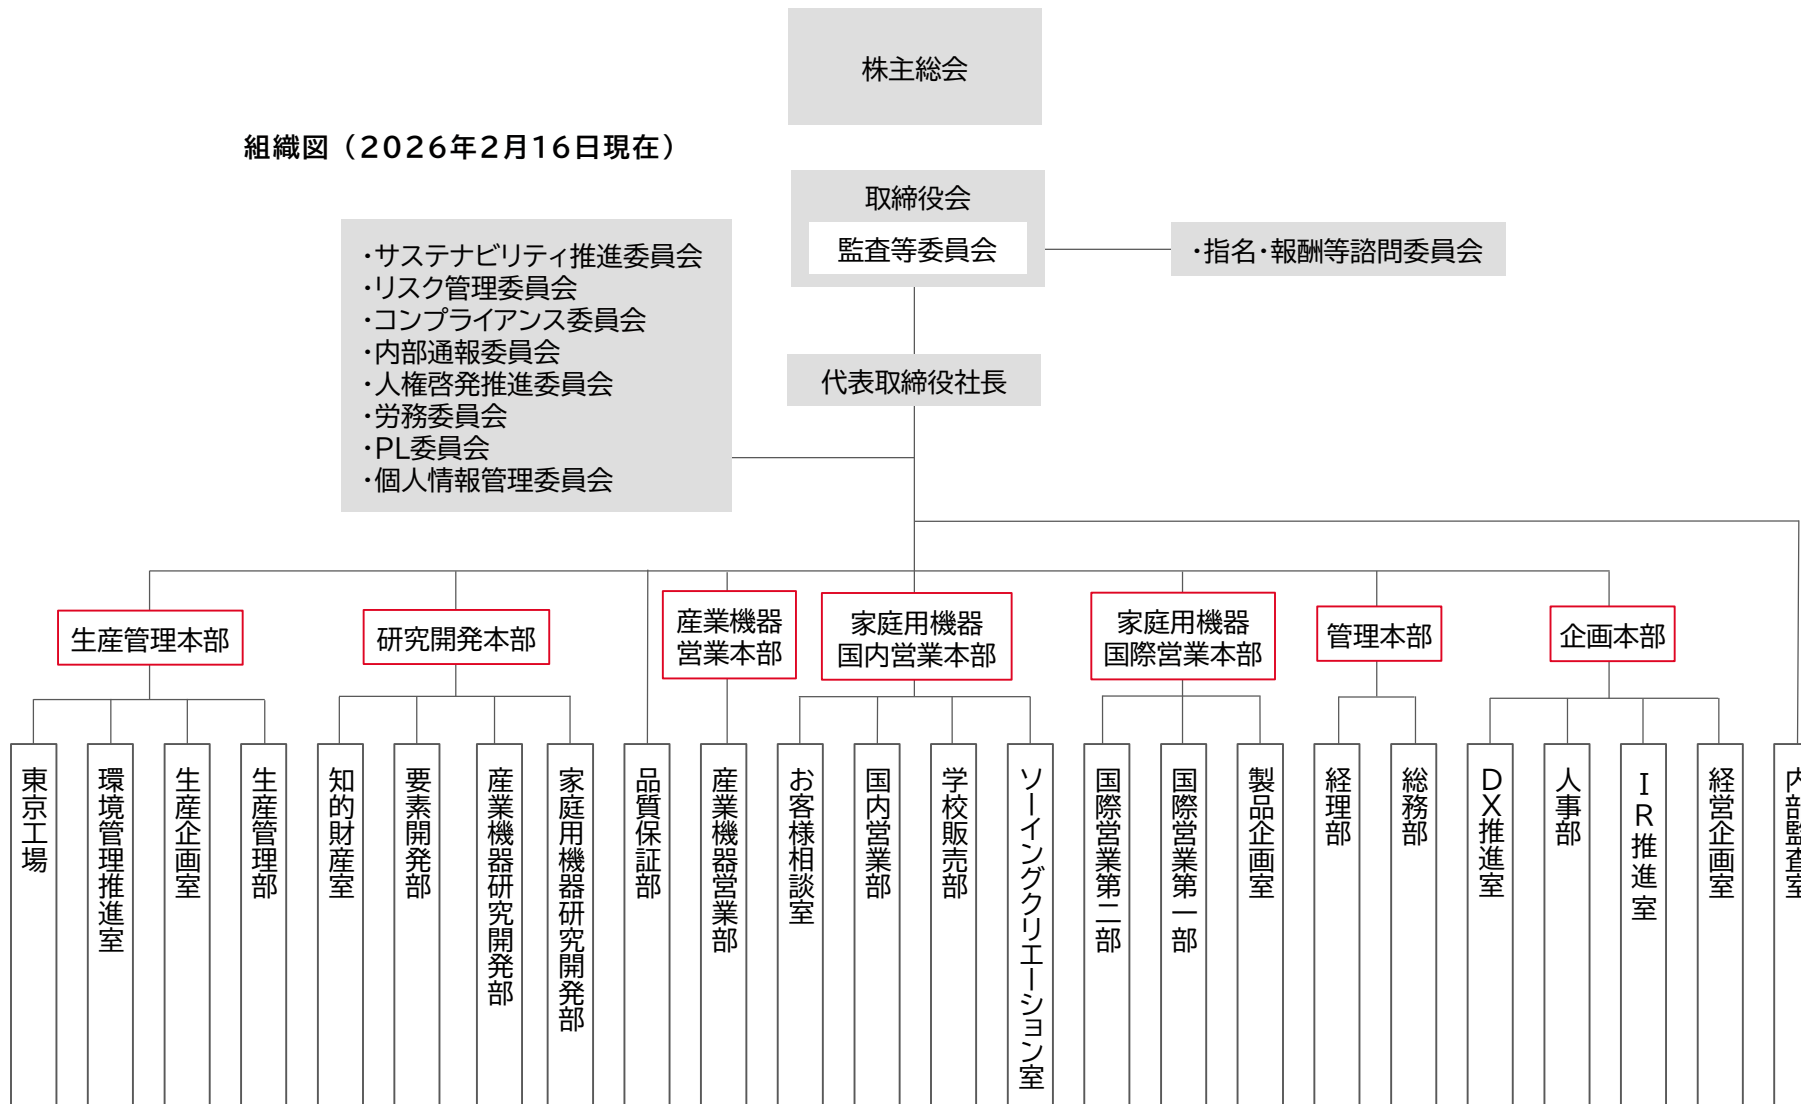 株主総会
組織図（2026年2月16日現在）
取締役会
監査等委員会
・指名・報酬等諮問委員会
・サステナビリティ推進委員会
・リスク管理委員会
・コンプライアンス委員会
・内部通報委員会
・人権啓発推進委員会
・労務委員会
・PL委員会
・個人情報管理委員会
代表取締役社長
生産管理本部
研究開発本部
産業機器
営業本部
家庭用機器
国内営業本部
家庭用機器
国際営業本部
管理本部
企画本部
東京工場
環境管理推進室
生産企画室
生産管理部
知的財産室
要素開発部
産業機器研究開発部
家庭用機器研究開発部
品質保証部
産業機器営業部
お客様相談室
国内営業部
学校販売部
ソーイングクリエーション室
国際営業第二部
国際営業第一部
製品企画室
経理部
総務部
DX推進室
人事部
IR推進室
経営企画室
内部監査室